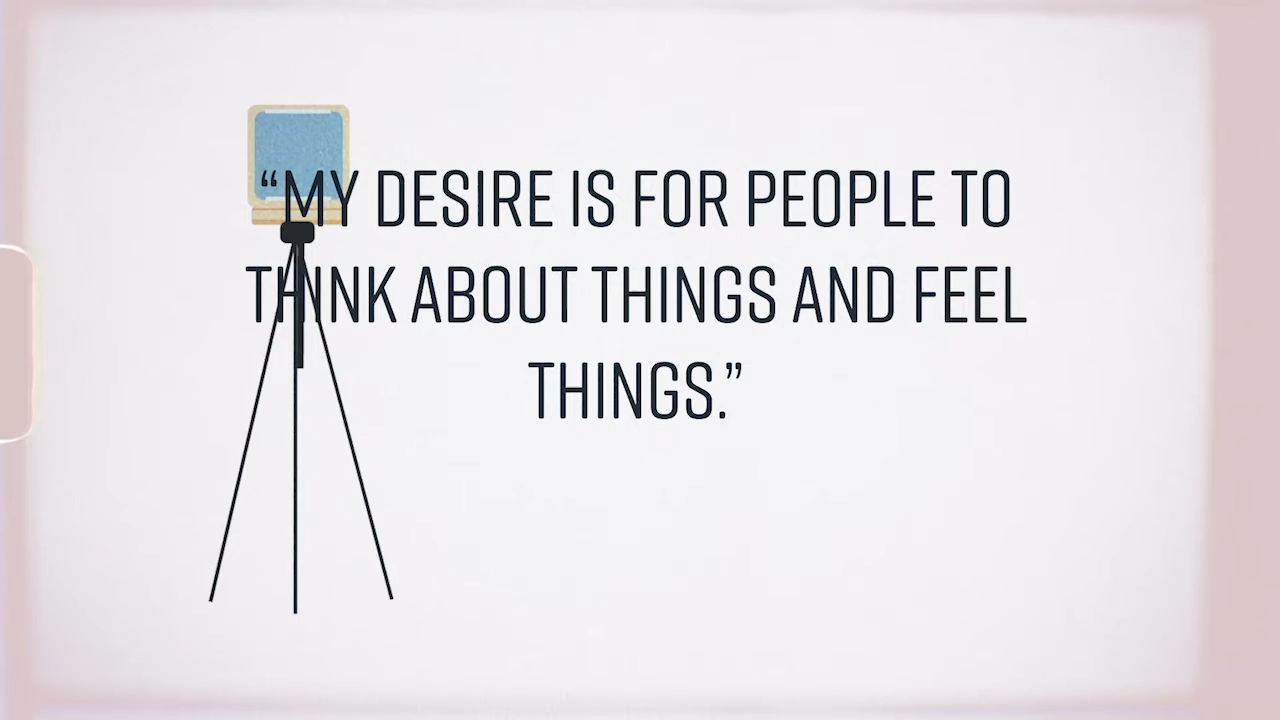 “MY DESIRE IS FOR PEOPLE TO
THINK ABOUT THINGS AND FEEL
THINGS.”